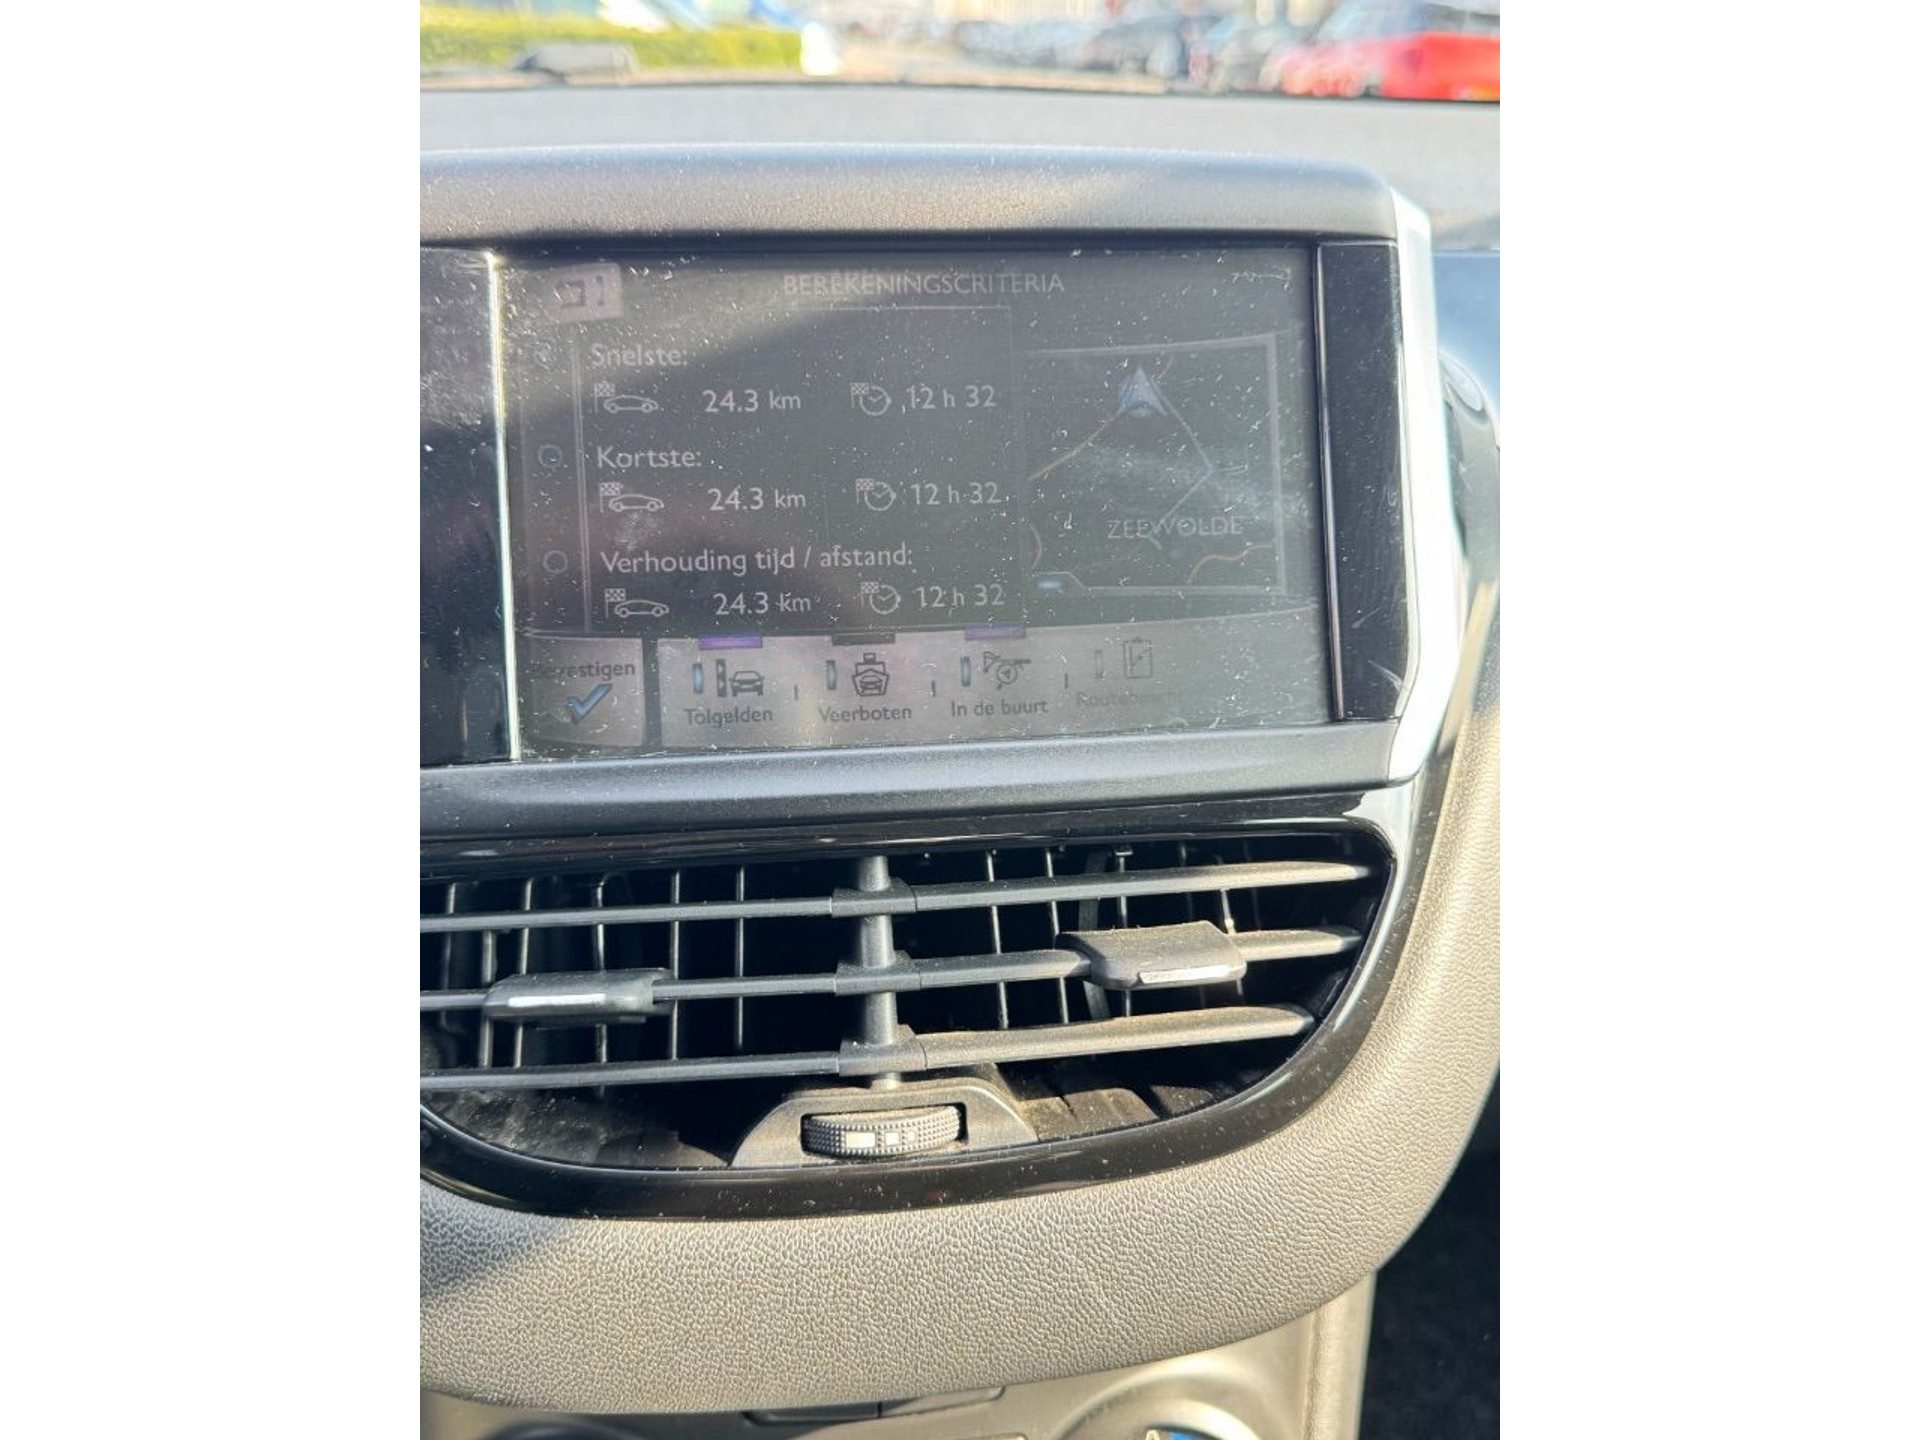 BEREKENINGSCRITERIA
Snelste:
24.3 km 12 h 32
Kortste:
24.3 km 12 h 32
ZEEWOLDE
Verhouding tijd / afstand:
24.3 km 12 h 32
Bevestigen
Tolgelden Veerboten In de buurt